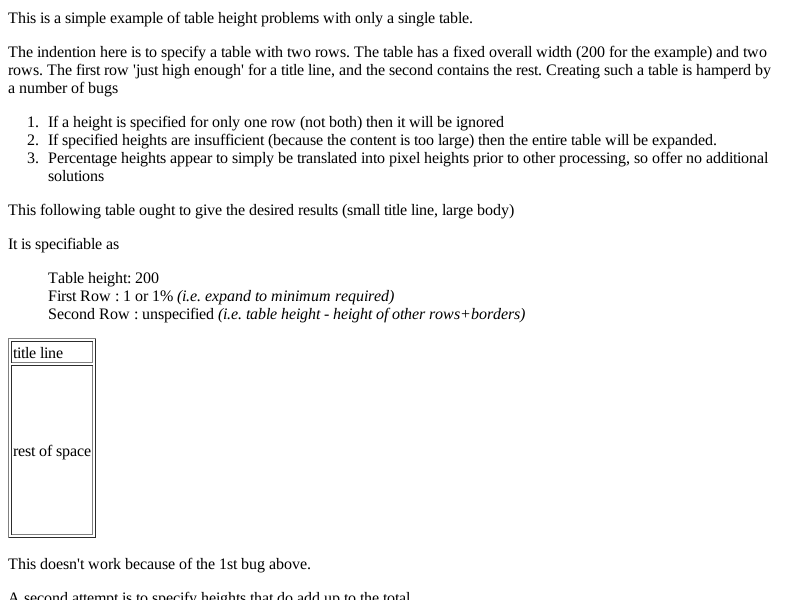 This is a simple example of table height problems with only a single table.
The indention here is to specify a table with two rows. The table has a fixed overall width (200 for the example) and two
rows. The first row 'just high enough' for a title line, and the second contains the rest. Creating such a table is hamperd by
a number of bugs
1. If a height is specified for only one row (not both) then it will be ignored
2. If specified heights are insufficient (because the content is too large) then the entire table will be expanded.
3. Percentage heights appear to simply be translated into pixel heights prior to other processing, so offer no additional
solutions
This following table ought to give the desired results (small title line, large body)
It is specifiable as
Table height: 200
First Row : 1 or 1% (i.e. expand to minimum required)
Second Row : unspecified (i.e. table height - height of other rows+borders)
title line
rest of space
This doesn't work because of the 1st bug above.
A second attempt is to specify heights that do add up to the total